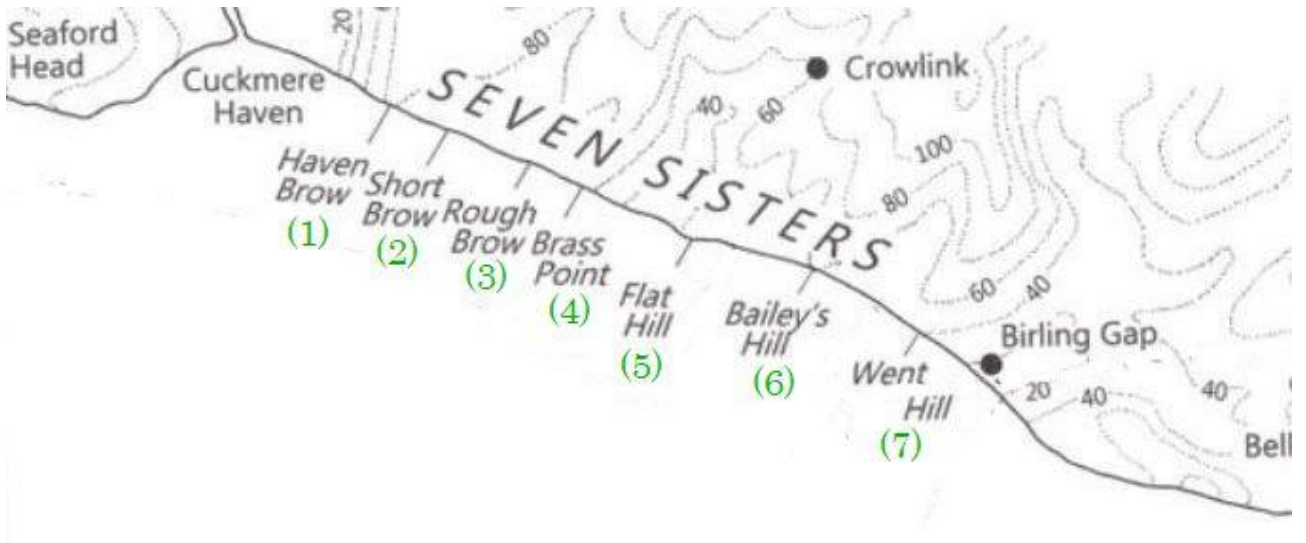 Seaford
Head
Cuckmere
Haven
20
80
SEVEN SISTERS
40
60
Crowlink
100
80
60
40
Haven
Brow
(1)
Short
Brow
(2)
Rough
Brow
(3)
Brass
Point
(4)
Flat
Hill
(5)
Bailey's
Hill
(6)
Went
Hill
(7)
Birling Gap
20
40
40
Bell